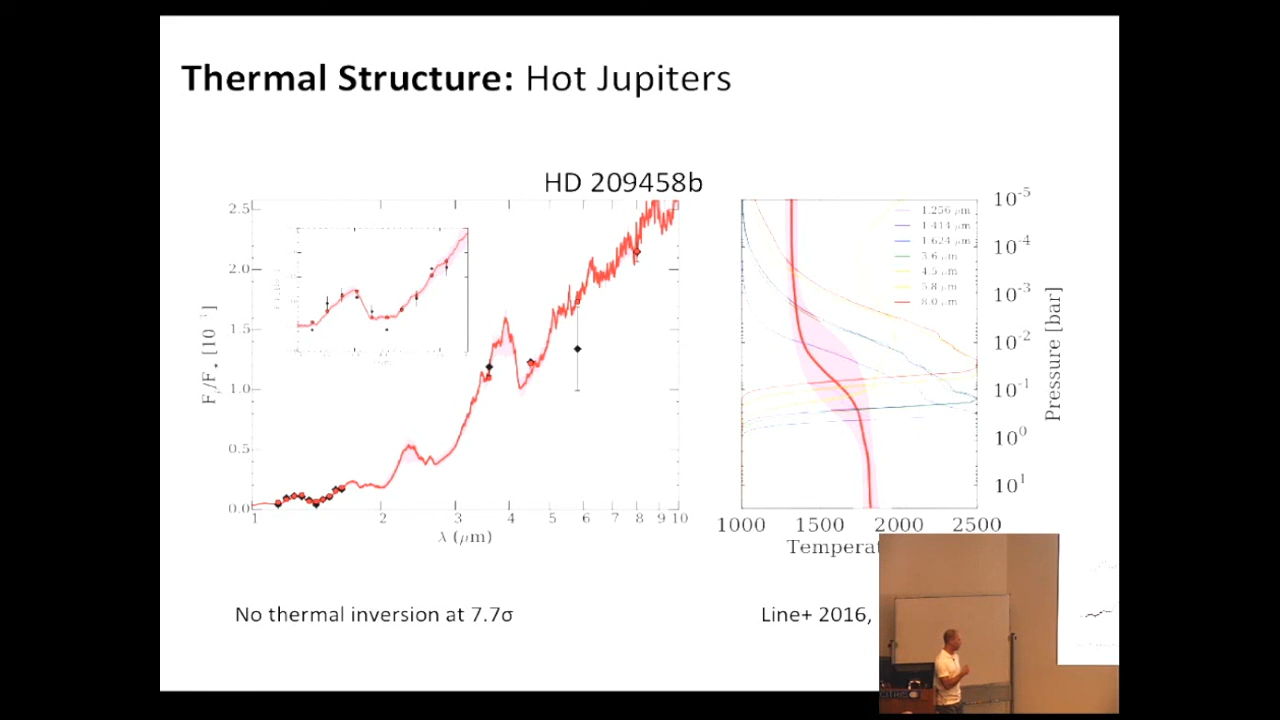 Thermal Structure: Hot Jupiters
HD 209458b
2.5
2.0
1.5
1.0
0.5
0.0
1
2
3
4
5
6
7
8
9
10
λ (μm)
1.256 μm
1.414 μm
1.624 μm
3.6 μm
4.5 μm
5.8 μm
8.0 μm
10⁻⁵
10⁻⁴
10⁻³
10⁻²
10⁻¹
10⁰
10¹
Pressure [bar]
1000
1500
2000
2500
No thermal inversion at 7.7σ
Line+ 2016,